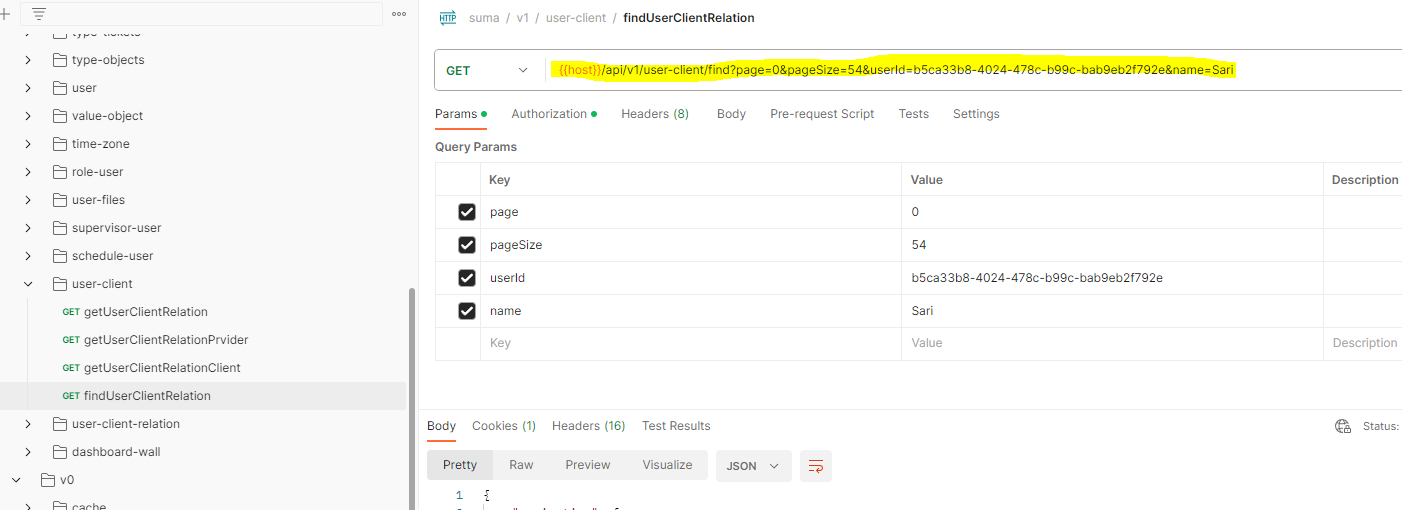 type-tickets
type-objects
user
value-object
time-zone
role-user
user-files
supervisor-user
schedule-user
user-client
GET getUserClientRelation
GET getUserClientRelationPrvider
GET getUserClientRelationClient
GET findUserClientRelation
user-client-relation
dashboard-wall
v0
cache
HTTP suma / v1 / user-client / findUserClientRelation
GET {{host}}/api/v1/user-client/find?page=0&pageSize=54&userId=b5ca33b8-4024-478c-b99c-bab9eb2f792e&name=Sari
Params Authorization Headers (8) Body Pre-request Script Tests Settings
Query Params
Key Value Description
page 0
pageSize 54
userId b5ca33b8-4024-478c-b99c-bab9eb2f792e
name Sari
Key Value Description
Body Cookies (1) Headers (16) Test Results Status:
Pretty Raw Preview Visualize JSON
1 {